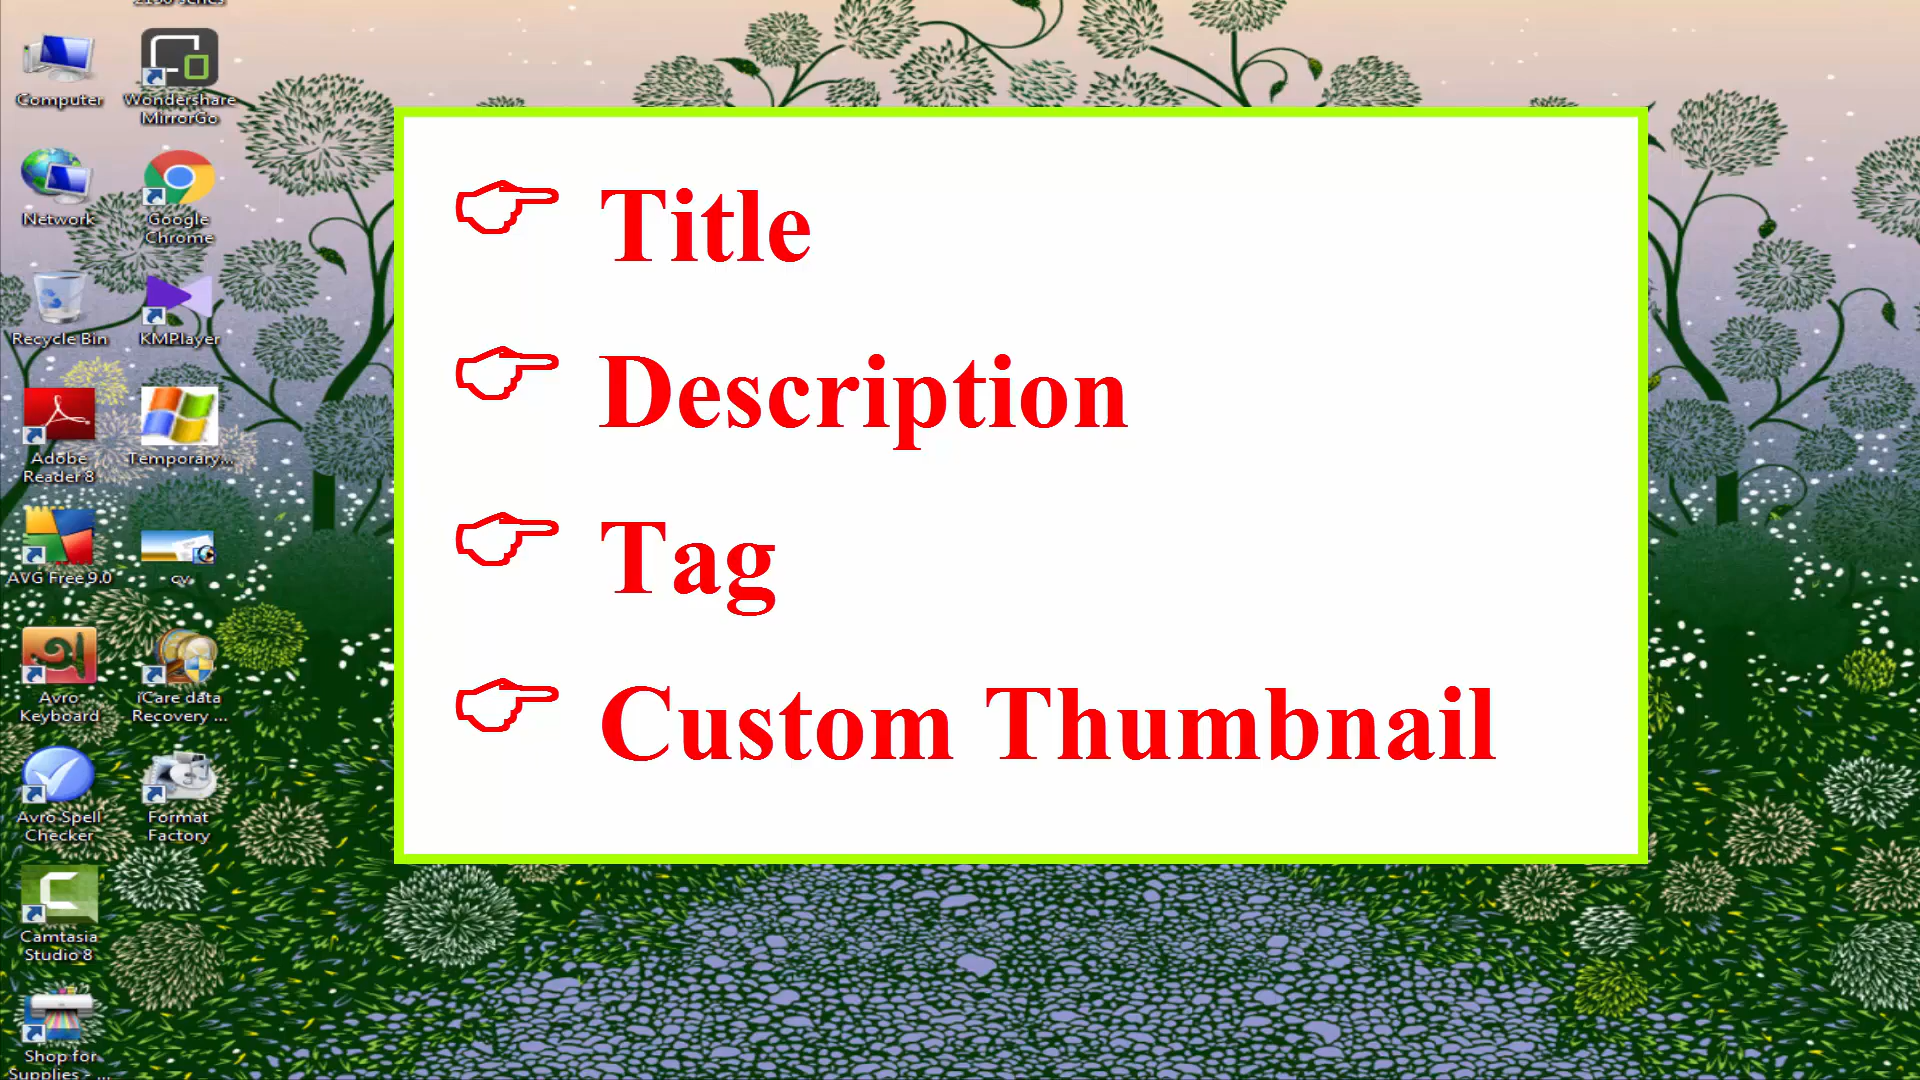 2150 series
Computer
Wondershare
MirrorGo
Network
Google
Chrome
Recycle Bin
KMPlayer
Adobe
Reader 8
Temporary...
AVG Free 9.0
cv
Avro
Keyboard
iCare data
Recovery ...
Avro Spell
Checker
Format
Factory
Camtasia
Studio 8
Shop for
Supplies - ...
Title
Description
Tag
Custom Thumbnail